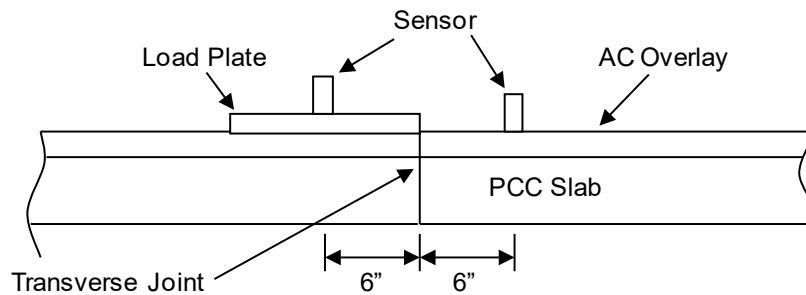 Sensor
Load Plate
AC Overlay
PCC Slab
Transverse Joint
6”
6”